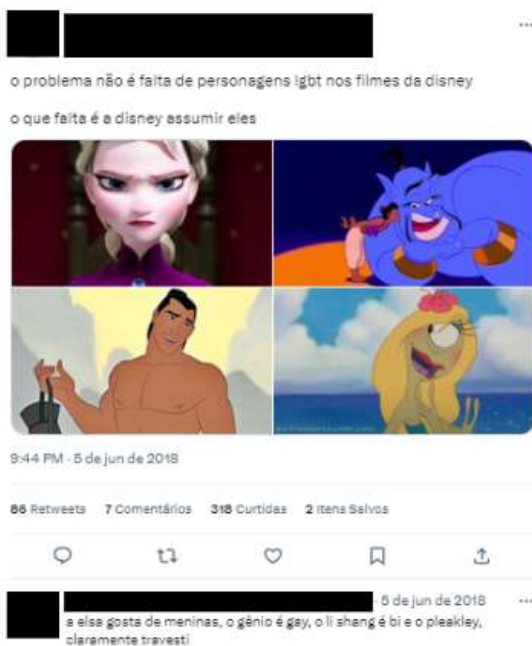 o problema não é falta de personagens lgbt nos filmes da disney
o que falta é a disney assumir eles
9:44 PM · 5 de jun de 2018
86 Retweets 7 Comentários 318 Curtidas 2 Itens Salvos
· 5 de jun de 2018
a elsa gosta de meninas, o gênio é gay, o li shang é bi e o pleakley,
claramente travesti